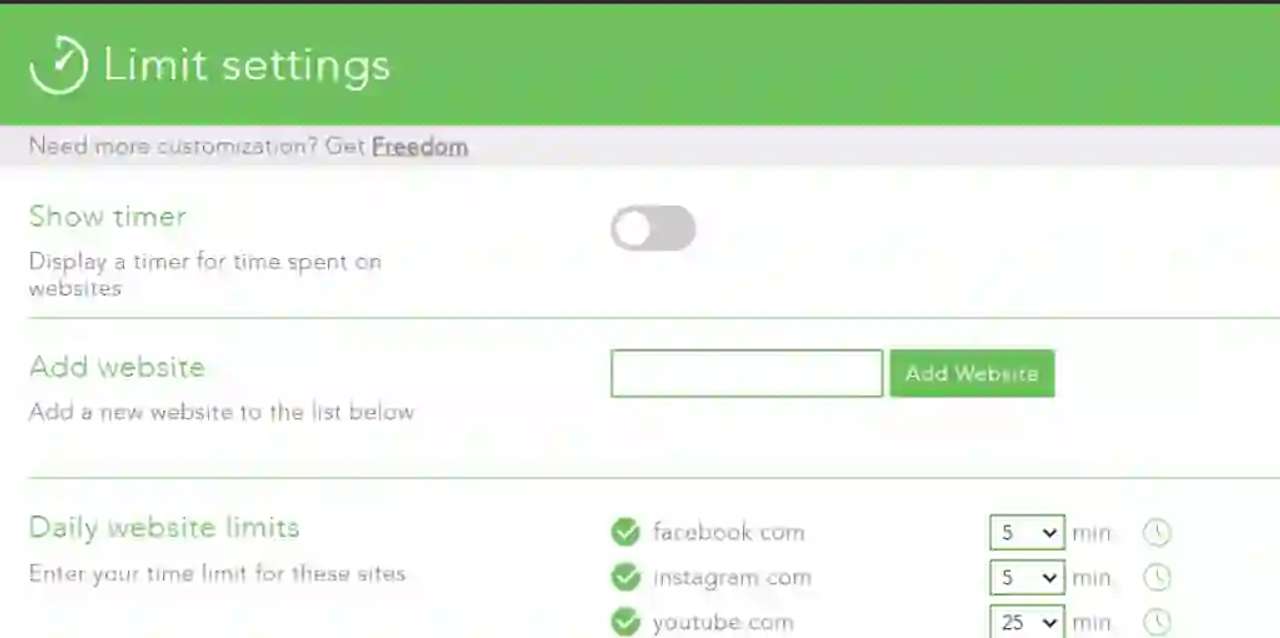 Limit settings
Need more customization? Get Freedom
Show timer
Display a timer for time spent on
websites
Add website
Add Website
Add a new website to the list below
Daily website limits
Enter your time limit for these sites
facebook.com 5 min.
instagram.com 5 min.
youtube.com 25 min.